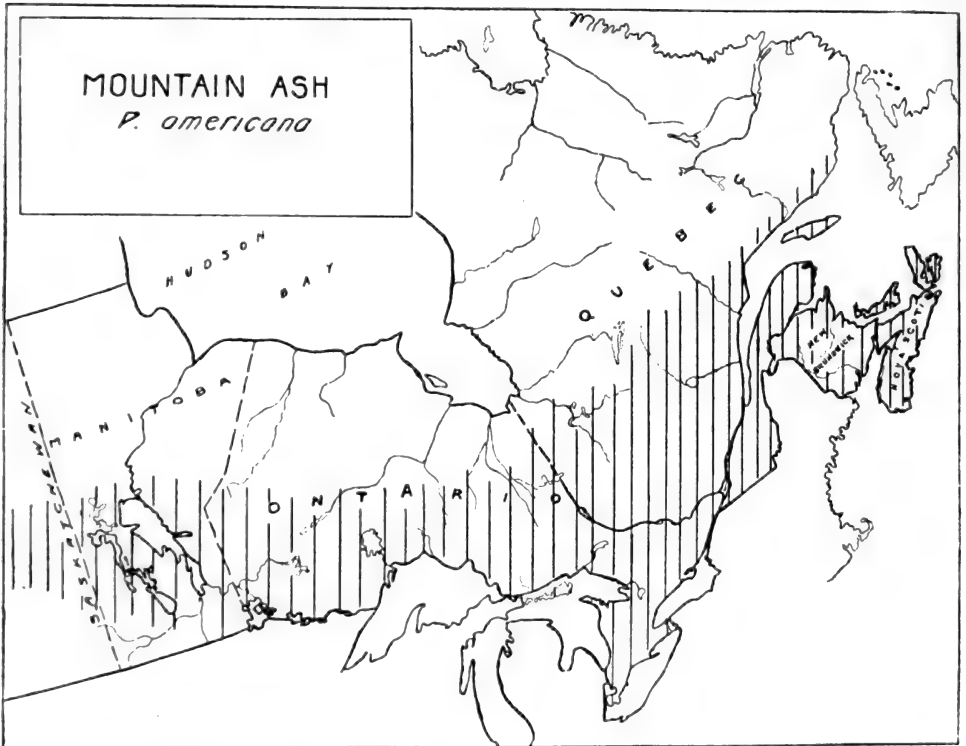 MOUNTAIN ASH
P. americana
HUDSON
BAY
QUEBEC
MANITOBA
SASKATCHEWAN
ONTARIO
NEW
BRUNSWICK
NOVA SCOTIA